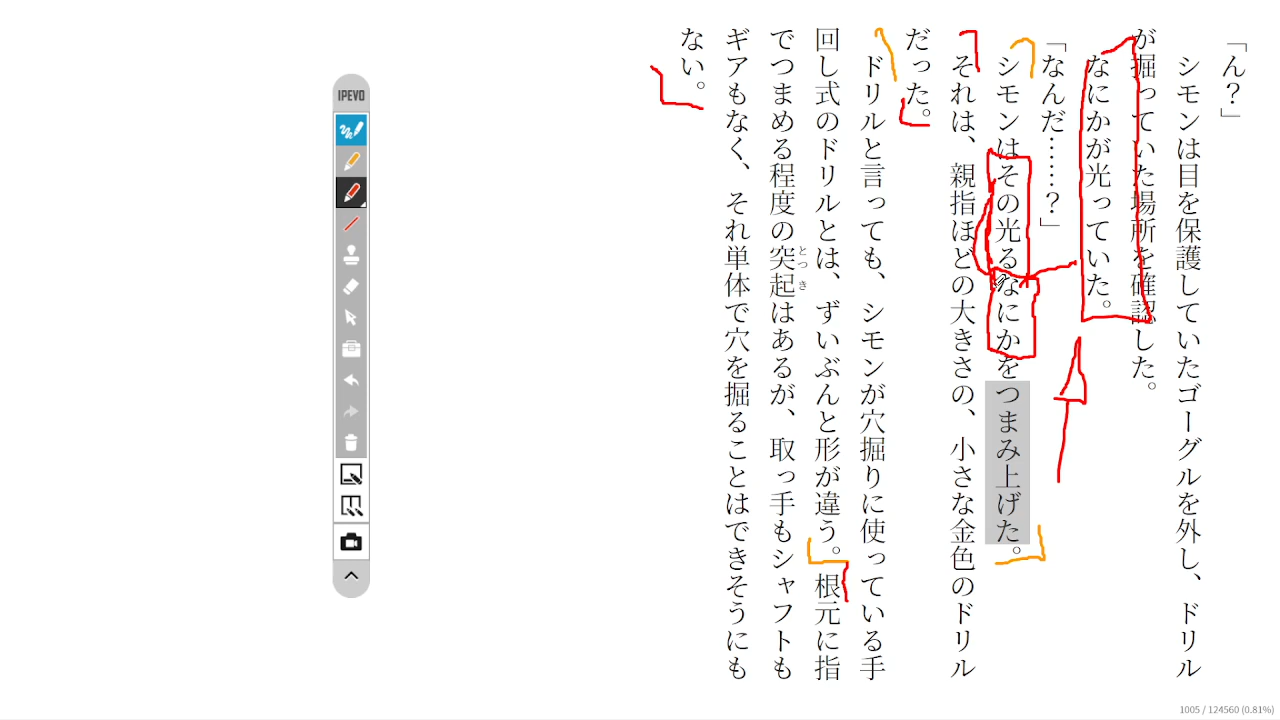 「ん？」
シモンは目を保護していたゴーグルを外し、ドリル
が掘っていた場所を確認した。
なにかが光っていた。
「なんだ……？」
シモンはその光るなにかをつまみ上げた。
それは、親指ほどの大きさの、小さな金色のドリル
だった。
ドリルと言っても、シモンが穴掘りに使っている手
回し式のドリルとは、ずいぶんと形が違う。根元に指
でつまめる程度の突起はあるが、取っ手もシャフトも
とっき
ギアもなく、それ単体で穴を掘ることはできそうにも
ない。
IPEVO
1005 / 124560 (0.81%)